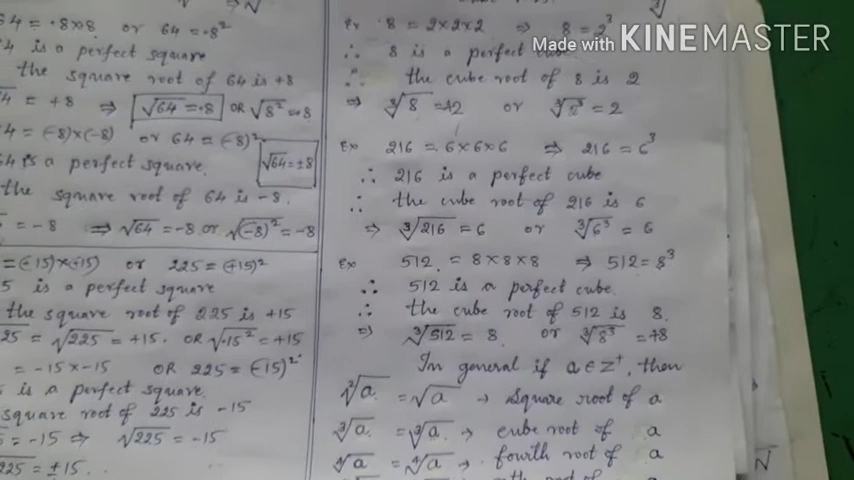 64 = +8×8 or 64 = +8²
4 is a perfect square
the square root of 64 is +8
= +8 ⇒ √64 = +8 OR √8² = +8
4 = (-8)×(-8) or 64 = (-8)²
64 is a perfect square.
√64 = ±8
the square root of 64 is -8.
= -8 ⇒ √64 = -8 or √(-8)² = -8
= (+15)×(+15) or 225 = (+15)²
5 is a perfect square
the square root of 225 is +15
25 = √225 = +15. OR √+15² = +15
= -15 × -15 OR 225 = (-15)²
is a perfect square.
square root of 225 is -15
= -15 ⇒ √225 = -15
√225 = ±15.
Ex 8 = 2×2×2 ⇒ 8 = 2³
Made with KINEMASTER
∴ 8 is a perfect cube
∴ the cube root of 8 is 2
⇒ ∛8 = +2 or ∛2³ = 2
Ex 216 = 6×6×6 ⇒ 216 = 6³
∴ 216 is a perfect cube
∴ the cube root of 216 is 6
⇒ ∛216 = 6 or ∛6³ = 6
Ex 512 = 8×8×8 ⇒ 512 = 8³
∴ 512 is a perfect cube.
∴ the cube root of 512 is 8.
⇒ ∛512 = 8. or ∛8³ = +8
In general if a ∈ Z⁺, then
²√a = √a → square root of a
∛a = ∛a → cube root of a
∜a = ∜a → fourth root of a